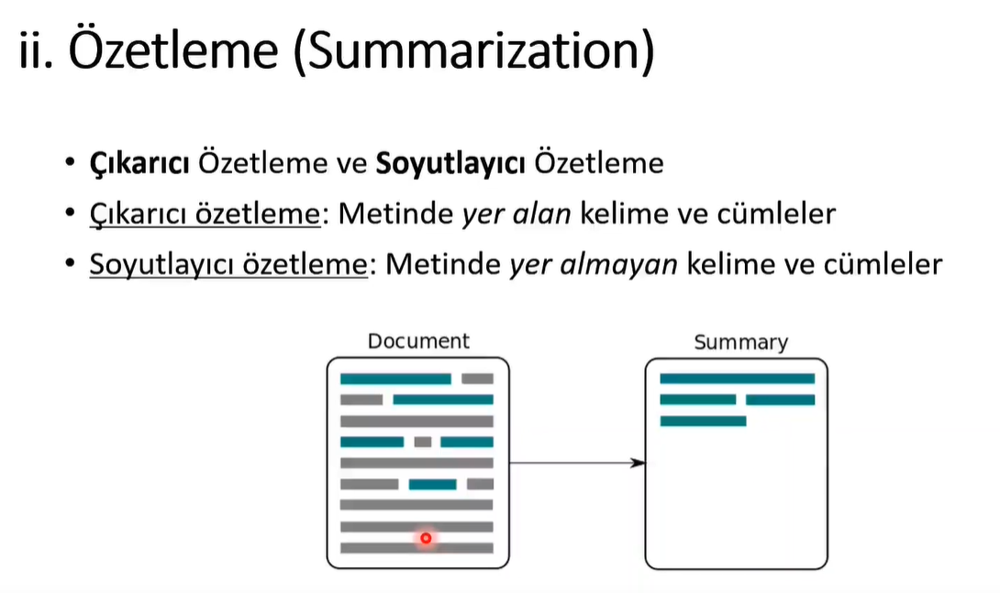 ii. Özetleme (Summarization)
• Çıkarıcı Özetleme ve Soyutlayıcı Özetleme
• Çıkarıcı özetleme: Metinde yer alan kelime ve cümleler
• Soyutlayıcı özetleme: Metinde yer almayan kelime ve cümleler
Document
Summary